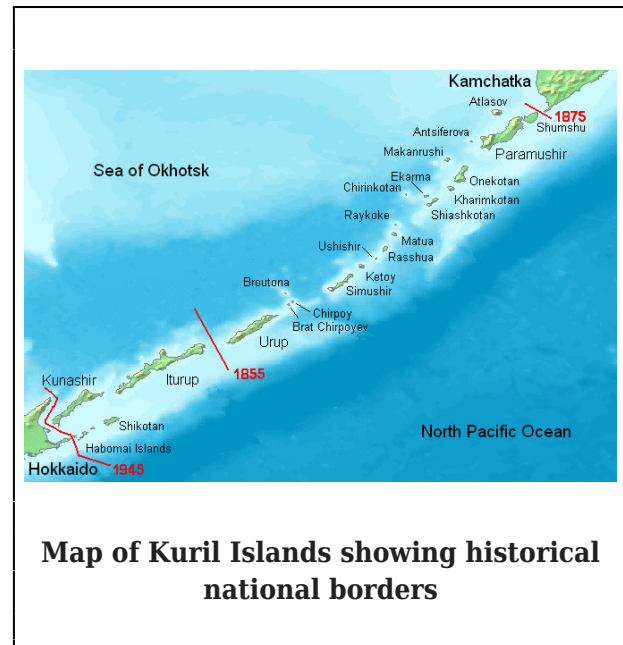 Kamchatka
Atlasov
1875
Shumshu
Antsiferova
Paramushir
Makanrushi
Sea of Okhotsk
Ekarma
Onekotan
Chirinkotan
Kharimkotan
Shiashkotan
Raykoke
Matua
Ushishir
Rasshua
Ketoy
Broutona
Simushir
Chirpoy
Brat Chirpoyev
Urup
1855
Kunashir
Iturup
Shikotan
North Pacific Ocean
Habomai Islands
Hokkaido
1945
Map of Kuril Islands showing historical
national borders